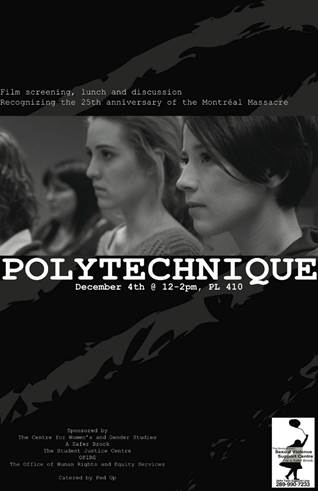 Film screening, lunch and discussion
Recognizing the 25th anniversary of the Montréal Massacre
POLYTECHNIQUE
December 4th @ 12-2pm, PL 410
Sponsored by
The Centre for Women's and Gender Studies
A Safer Brock
The Student Justice Centre
OPIRG
The Office of Human Rights and Equity Services
Catered by Fed Up
Sexual Violence
Support Centre
289-990-7233